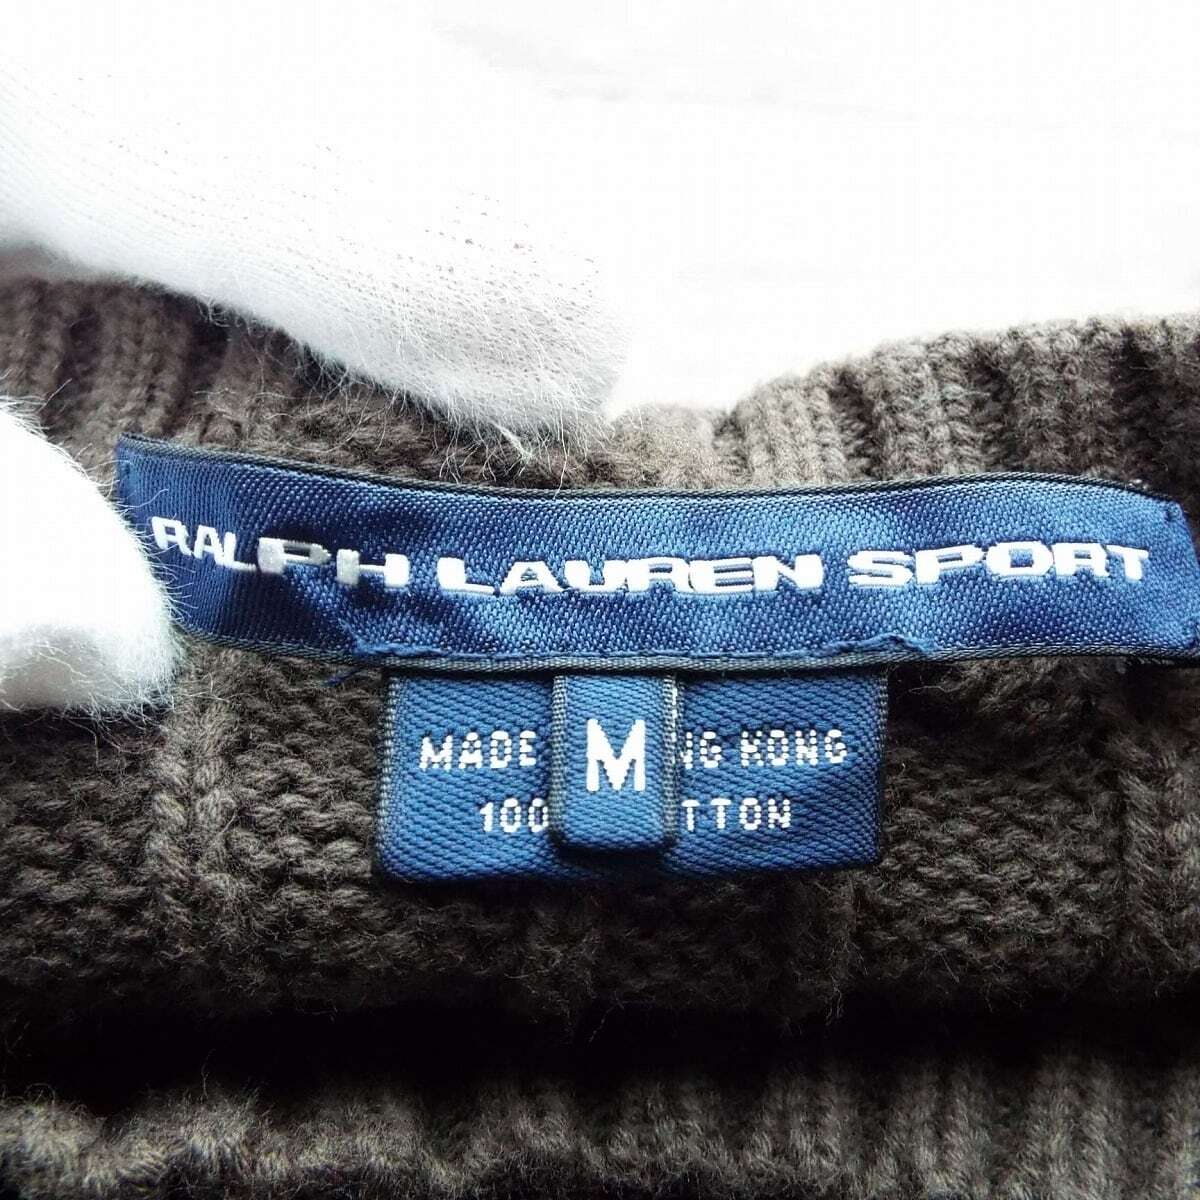 RALPH LAUREN SPORT
M
MADE NG KONG
100 TTON